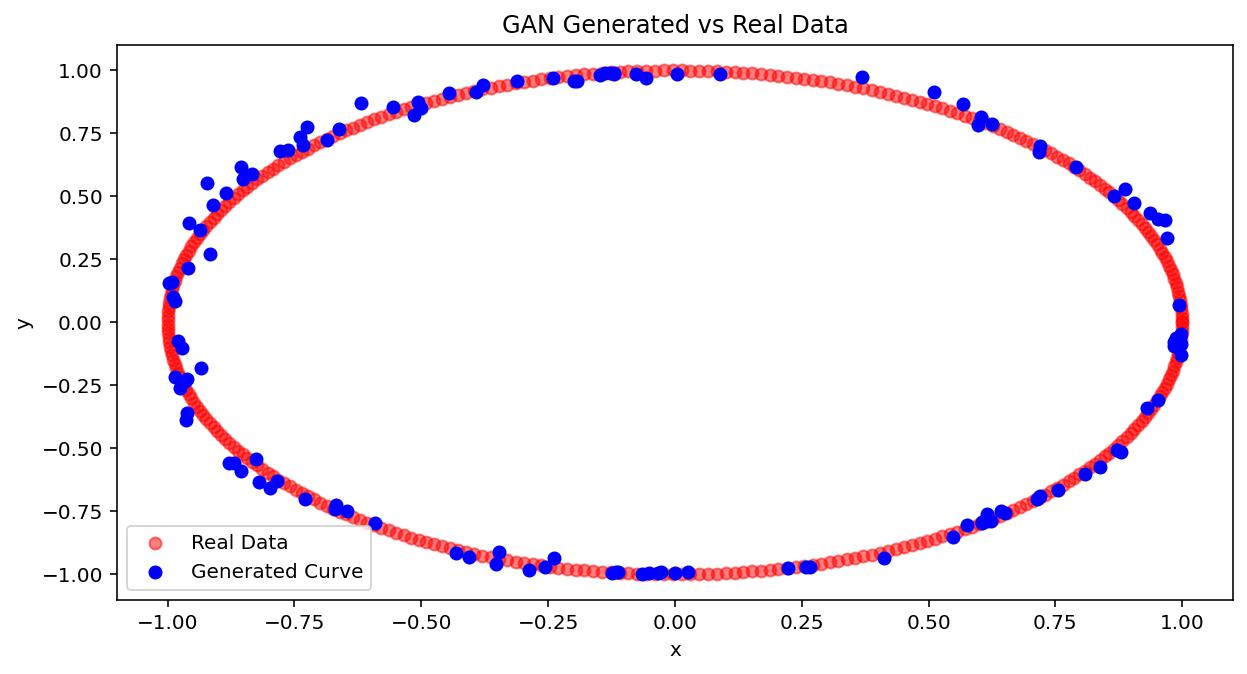 GAN Generated vs Real Data
1.00
0.75
0.50
0.25
0.00
−0.25
−0.50
−0.75
−1.00
y
Real Data
Generated Curve
−1.00 −0.75 −0.50 −0.25 0.00 0.25 0.50 0.75 1.00
x